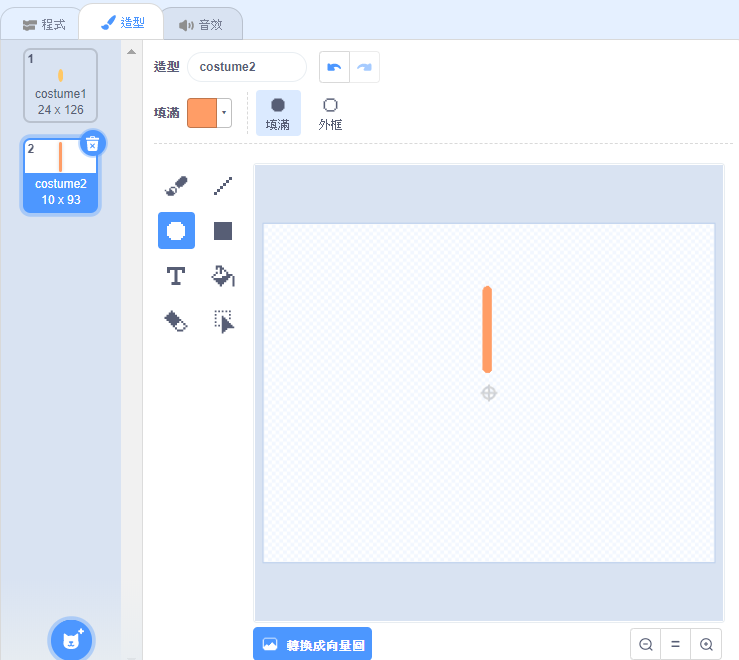 程式
造型
音效
1
costume1
24 x 126
2
costume2
10 x 93
造型
costume2
填滿
填滿
外框
T
轉換成向量圖
=